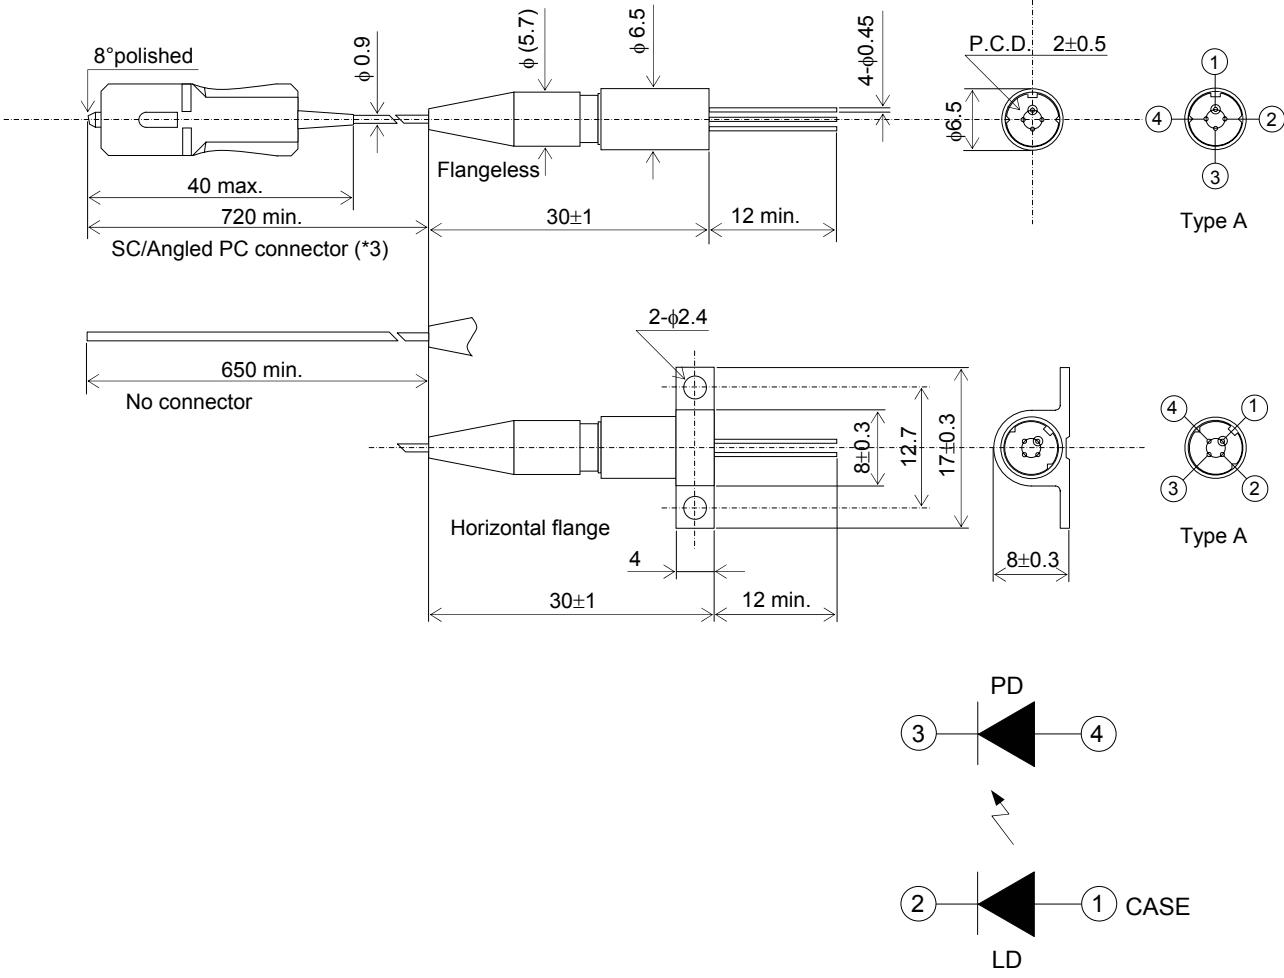 8°polished
ϕ 0.9
ϕ (5.7)
ϕ 6.5
4-ϕ0.45
Flangeless
40 max.
720 min.
SC/Angled PC connector (*3)
30±1
12 min.
P.C.D. 2±0.5
ϕ6.5
1
4
2
3
Type A
650 min.
No connector
2-ϕ2.4
8±0.3
12.7
17±0.3
Horizontal flange
4
30±1
12 min.
8±0.3
4
1
3
2
Type A
PD
3
4
2
1
CASE
LD